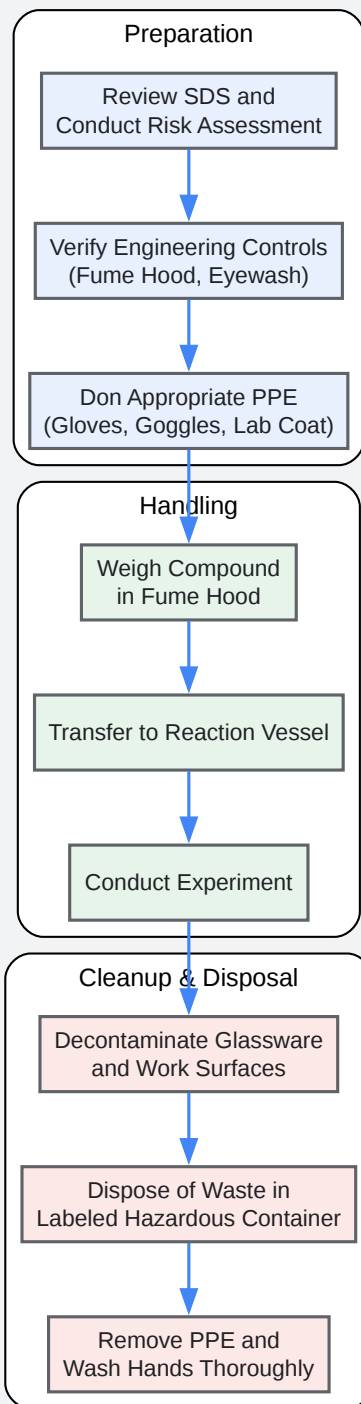 Preparation
Review SDS and
Conduct Risk Assessment
Verify Engineering Controls
(Fume Hood, Eyewash)
Don Appropriate PPE
(Gloves, Goggles, Lab Coat)
Handling
Weigh Compound
in Fume Hood
Transfer to Reaction Vessel
Conduct Experiment
Cleanup & Disposal
Decontaminate Glassware
and Work Surfaces
Dispose of Waste in
Labeled Hazardous Container
Remove PPE and
Wash Hands Thoroughly